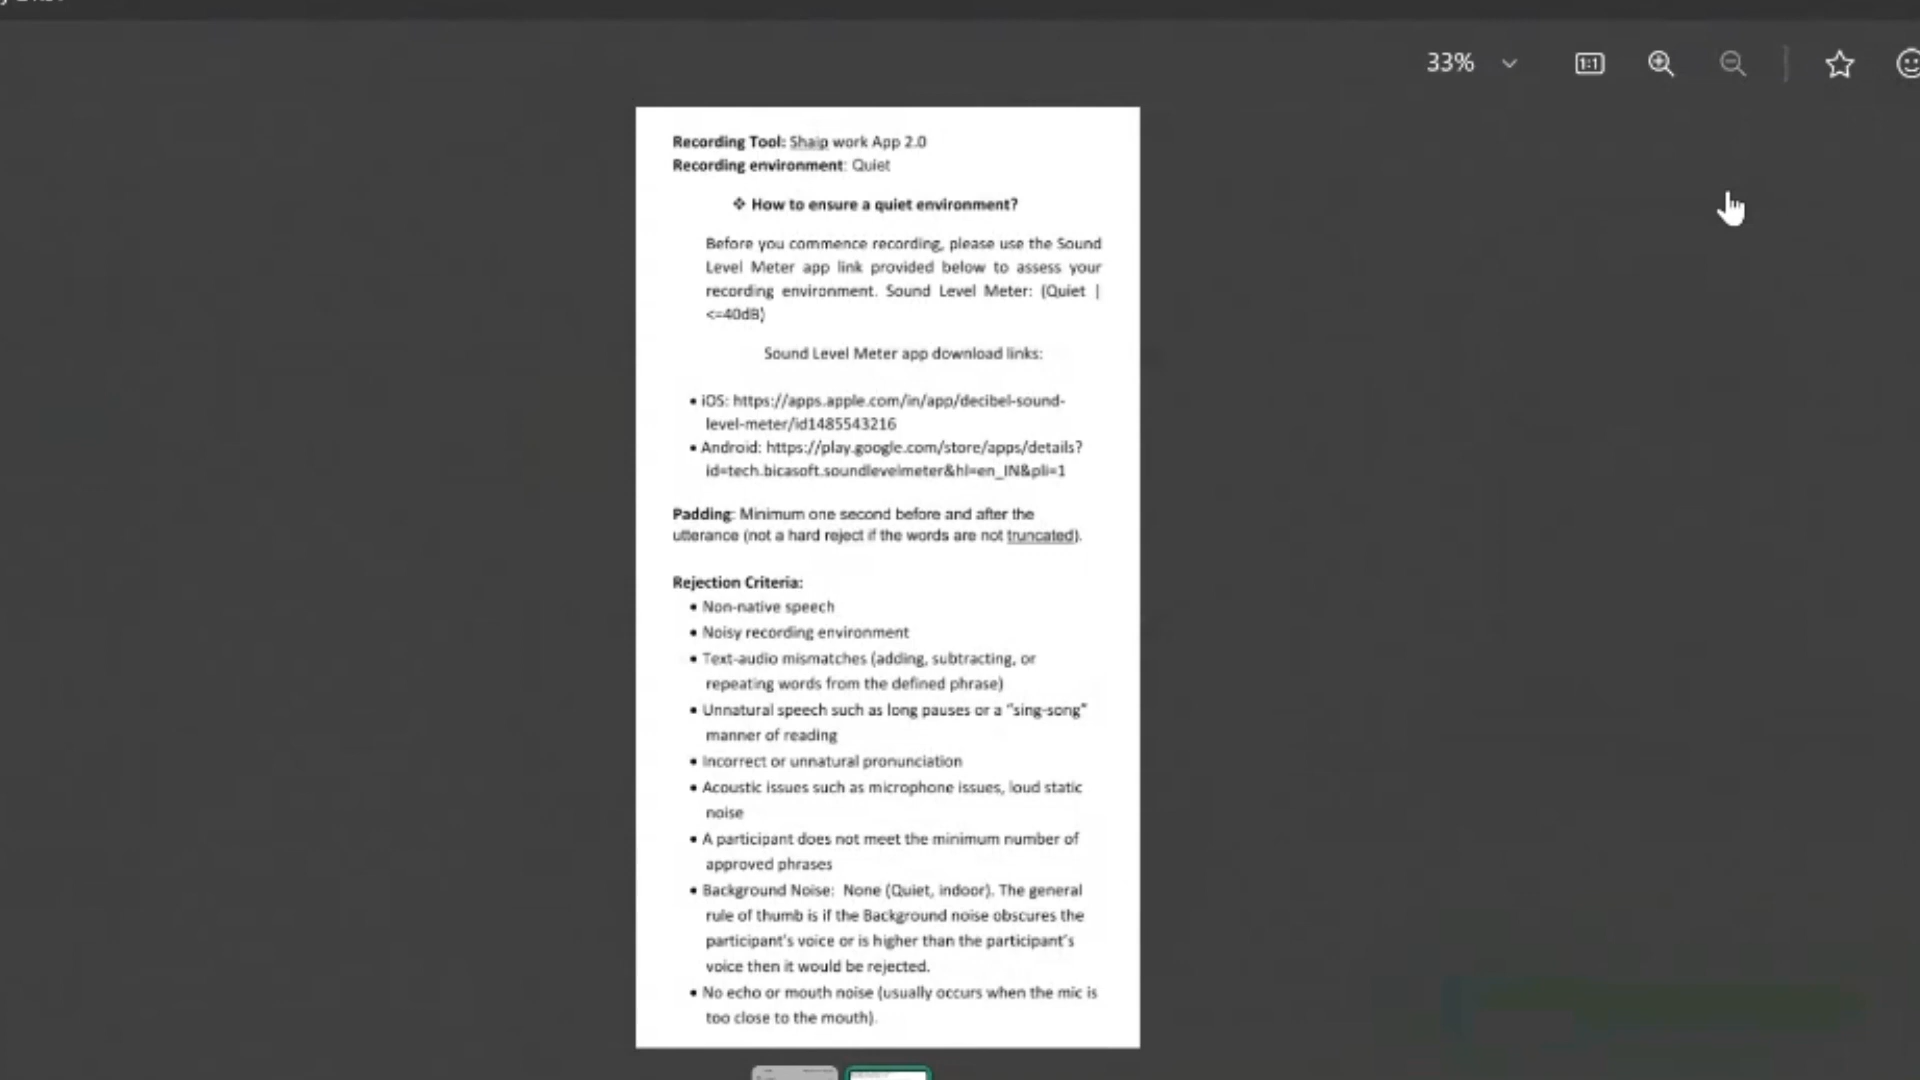 33%
1:1
Recording Tool: Shaip work App 2.0
Recording environment: Quiet
❖ How to ensure a quiet environment?
Before you commence recording, please use the Sound
Level Meter app link provided below to assess your
recording environment. Sound Level Meter: (Quiet |
<=40dB)
Sound Level Meter app download links:
• iOS: https://apps.apple.com/in/app/decibel-sound-
level-meter/id1485543216
• Android: https://play.google.com/store/apps/details?
id=tech.bicasoft.soundlevelmeter&hl=en_IN&pli=1
Padding: Minimum one second before and after the
utterance (not a hard reject if the words are not truncated).
Rejection Criteria:
• Non-native speech
• Noisy recording environment
• Text-audio mismatches (adding, subtracting, or
repeating words from the defined phrase)
• Unnatural speech such as long pauses or a "sing-song"
manner of reading
• Incorrect or unnatural pronunciation
• Acoustic issues such as microphone issues, loud static
noise
• A participant does not meet the minimum number of
approved phrases
• Background Noise: None (Quiet, indoor). The general
rule of thumb is if the Background noise obscures the
participant's voice or is higher than the participant's
voice then it would be rejected.
• No echo or mouth noise (usually occurs when the mic is
too close to the mouth).